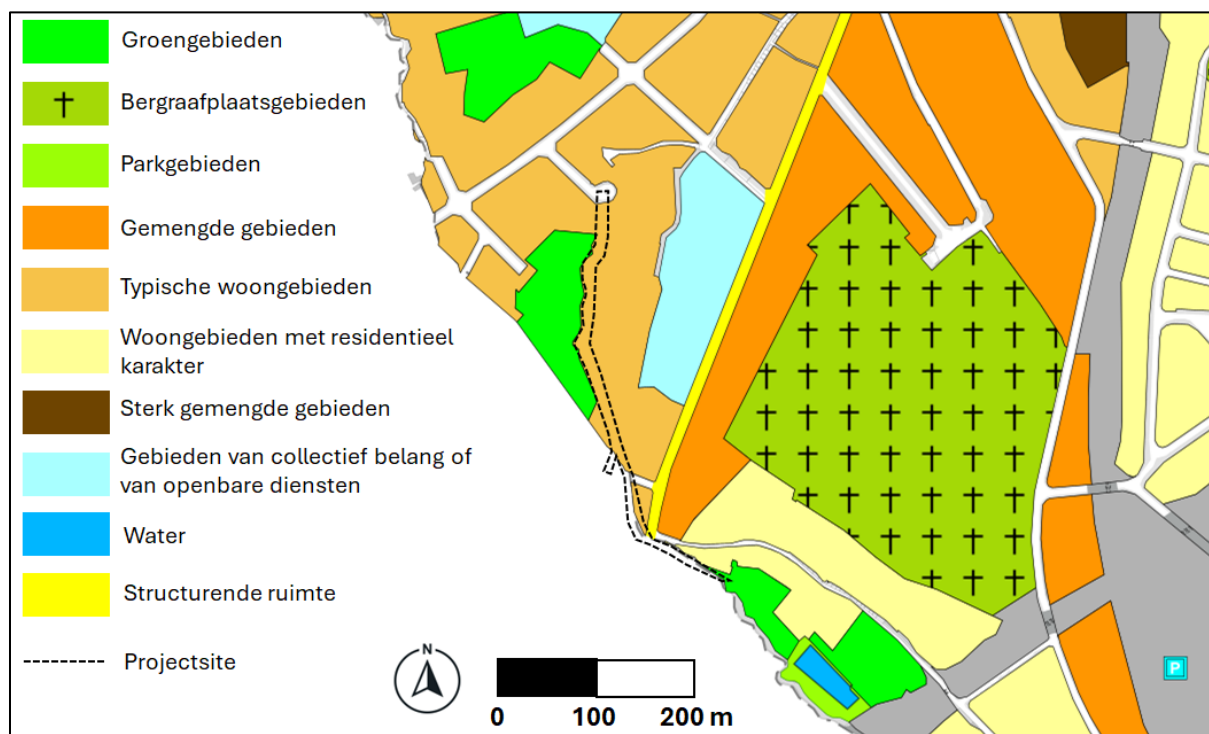 Groengebieden
Bergraafplaatsgebieden
Parkgebieden
Gemengde gebieden
Typische woongebieden
Woongebieden met residentieel
karakter
Sterk gemengde gebieden
Gebieden van collectief belang of
van openbare diensten
Water
Structurende ruimte
Projectsite
N
0 100 200 m
P